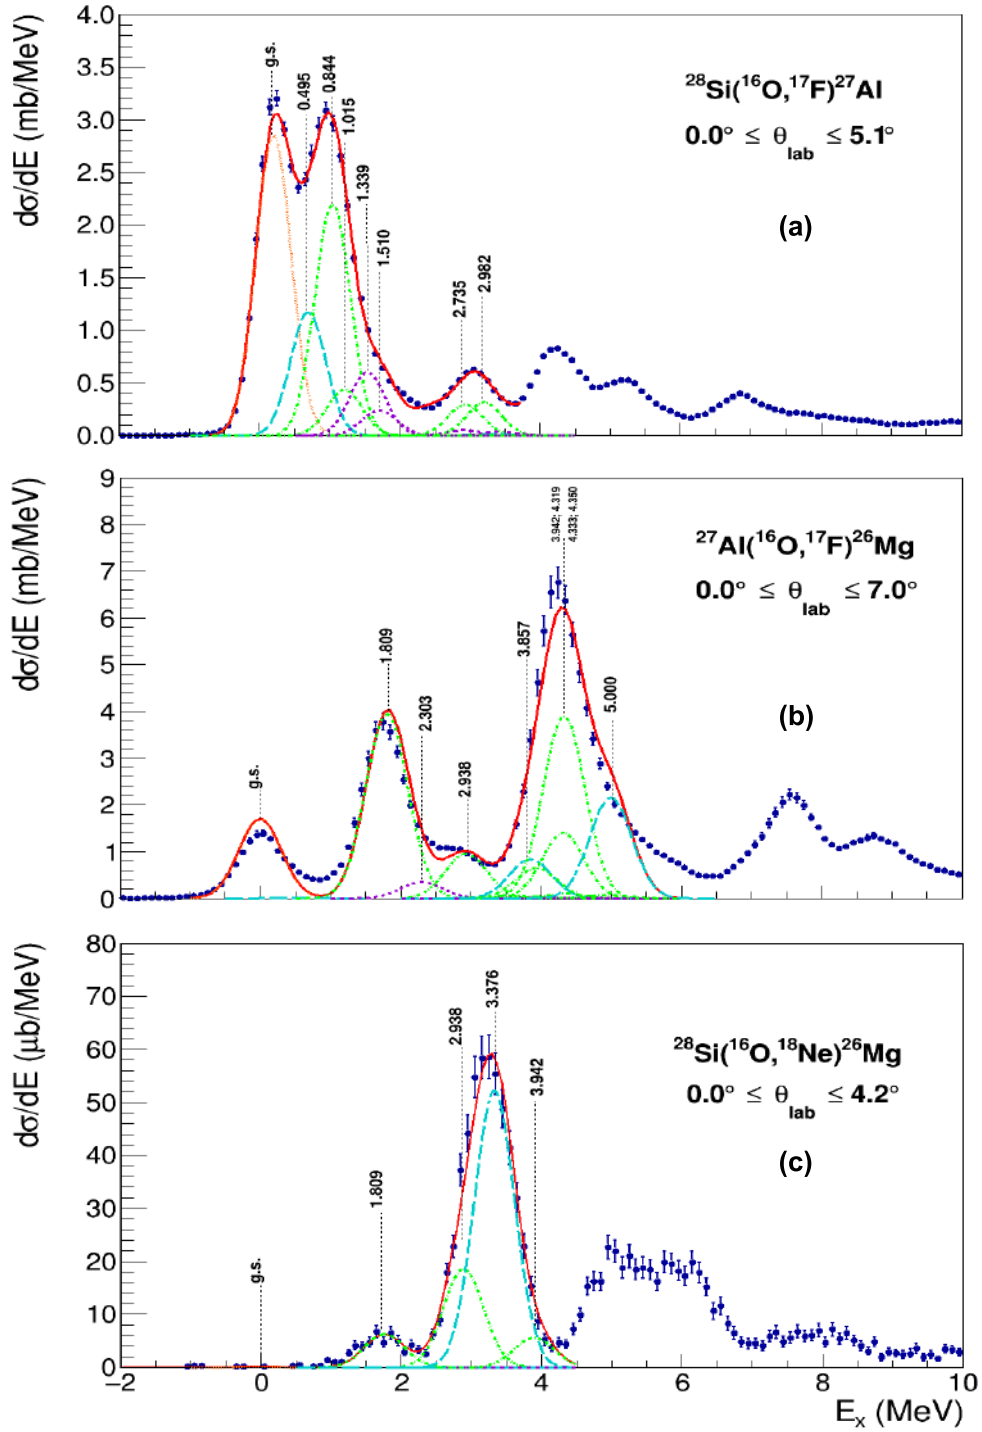 4.0
3.5
3.0
2.5
2.0
1.5
1.0
0.5
0.0
dσ/dE (mb/MeV)
g.s.
0.495
0.844
1.015
1.339
1.510
2.735
2.982
²⁸Si(¹⁶O,¹⁷F)²⁷Al
0.0° ≤ θlab ≤ 5.1°
(a)
9
8
7
6
5
4
3
2
1
0
dσ/dE (mb/MeV)
g.s.
1.809
2.303
2.938
3.857
3.942; 4.319
4.333; 4.350
5.000
²⁷Al(¹⁶O,¹⁷F)²⁶Mg
0.0° ≤ θlab ≤ 7.0°
(b)
80
70
60
50
40
30
20
10
0
dσ/dE (μb/MeV)
g.s.
1.809
2.938
3.376
3.942
²⁸Si(¹⁶O,¹⁸Ne)²⁶Mg
0.0° ≤ θlab ≤ 4.2°
(c)
−2 0 2 4 6 8 10
Eₓ (MeV)